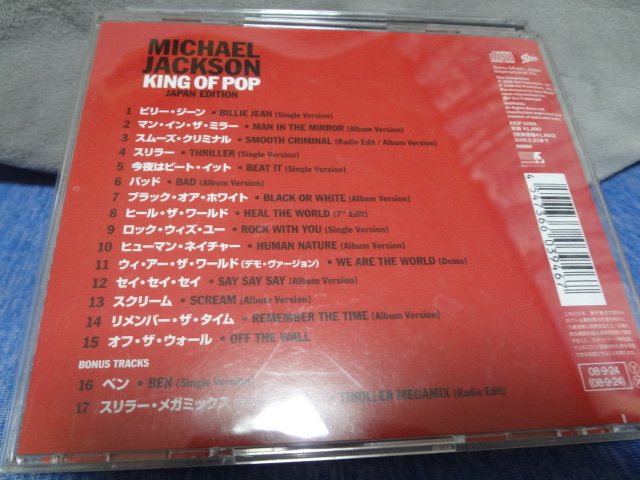 MICHAEL
JACKSON
KING OF POP
JAPAN EDITION
1 ビリー・ジーン • BILLIE JEAN (Single Version)
2 マン・イン・ザ・ミラー • MAN IN THE MIRROR (Album Version)
3 スムーズ・クリミナル • SMOOTH CRIMINAL (Radio Edit / Album Version)
4 スリラー • THRILLER (Single Version)
5 今夜はビート・イット • BEAT IT (Single Version)
6 バッド • BAD (Album Version)
7 ブラック・オア・ホワイト • BLACK OR WHITE (Album Version)
8 ヒール・ザ・ワールド • HEAL THE WORLD (7" Edit)
9 ロック・ウィズ・ユー • ROCK WITH YOU (Single Version)
10 ヒューマン・ネイチャー • HUMAN NATURE (Album Version)
11 ウィ・アー・ザ・ワールド (デモ・ヴァージョン) • WE ARE THE WORLD (Demo)
12 セイ・セイ・セイ • SAY SAY SAY (Album Version)
13 スクリーム • SCREAM (Album Version)
14 リメンバー・ザ・タイム • REMEMBER THE TIME (Album Version)
15 オフ・ザ・ウォール • OFF THE WALL
BONUS TRACKS
16 ベン • BEN (Single Version)
17 スリラー・メガミックス • THRILLER MEGAMIX (Radio Edit)
4 547366 039467
08・9・24
(08・9・24)